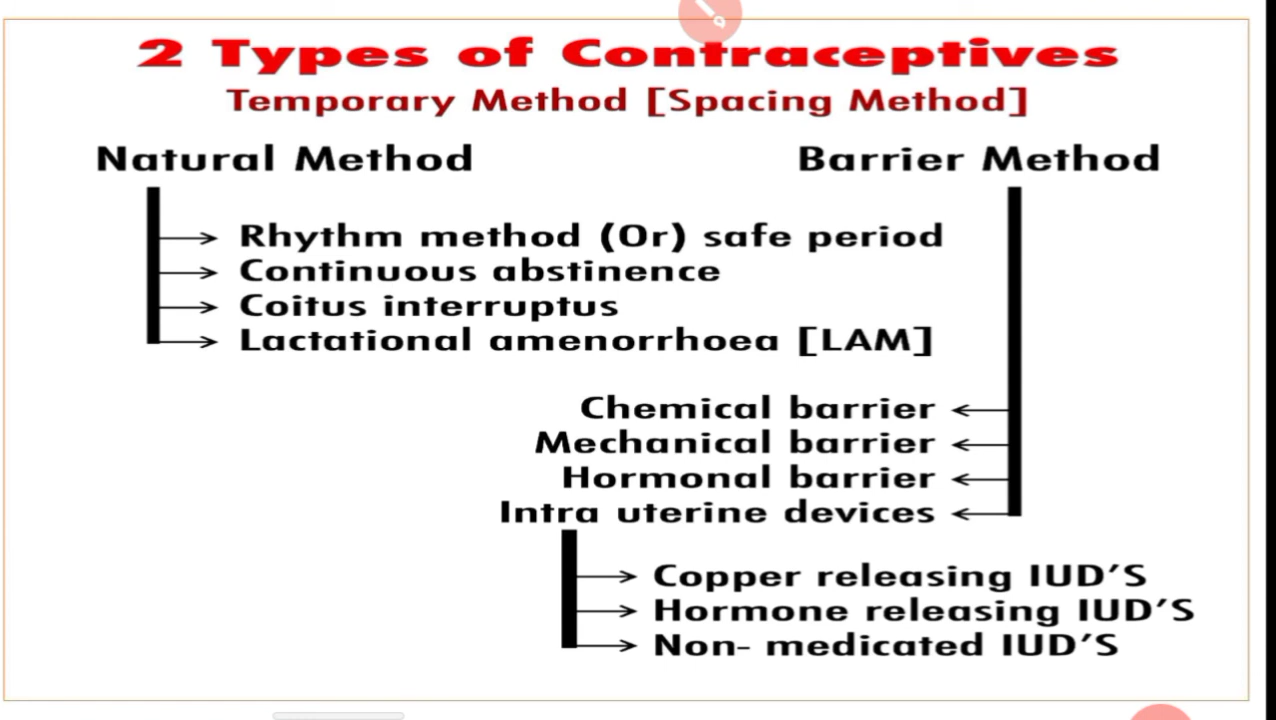 2 Types of Contraceptives
Temporary Method [Spacing Method]
Natural Method
Barrier Method
Rhythm method (Or) safe period
Continuous abstinence
Coitus interruptus
Lactational amenorrhoea [LAM]
Chemical barrier
Mechanical barrier
Hormonal barrier
Intra uterine devices
Copper releasing IUD'S
Hormone releasing IUD'S
Non- medicated IUD'S